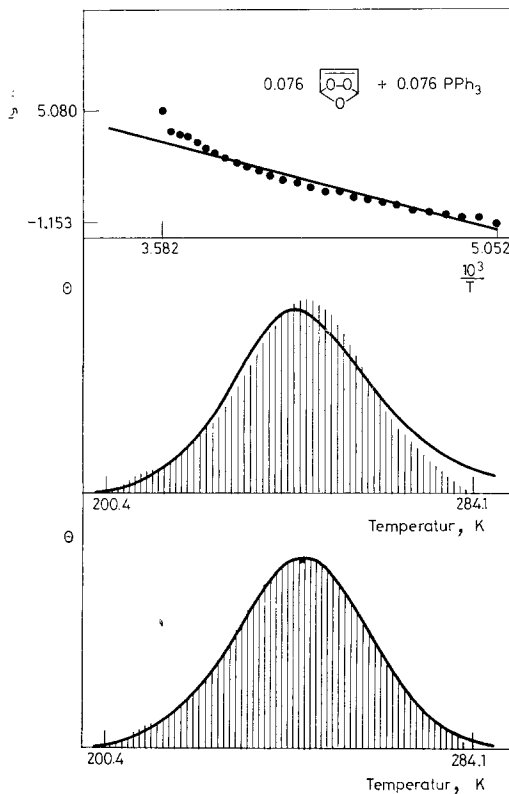 0.076 O-O O + 0.076 PPh₃
5.080
-1.153
3.582
5.052
10³
T
Θ
200.4
284.1
Temperatur, K
Θ
200.4
284.1
Temperatur, K